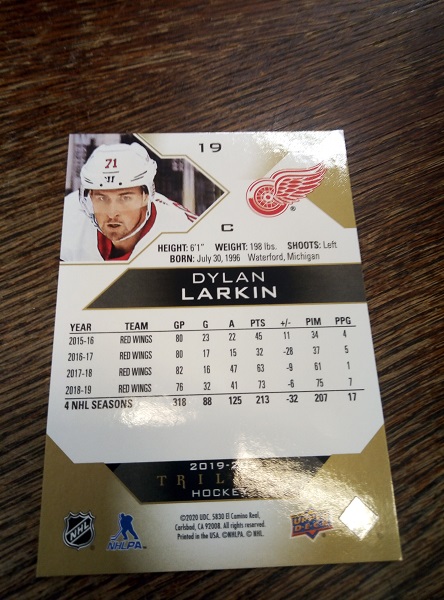 19
71
C
HEIGHT: 6'1" WEIGHT: 198 lbs. SHOOTS: Left
BORN: July 30, 1996 Waterford, Michigan
DYLAN
LARKIN
YEAR TEAM GP G A PTS +/- PIM PPG
2015-16 RED WINGS 80 23 22 45 11 34 4
2016-17 RED WINGS 80 17 15 32 -28 37 5
2017-18 RED WINGS 82 16 47 63 -9 61 1
2018-19 RED WINGS 76 32 41 73 -6 75 7
4 NHL SEASONS 318 88 125 213 -32 207 17
2019-2
TRIL
HOCKEY
NHL
NHLPA
©2020 UDC. 5830 El Camino Real,
Carlsbad, CA 92008. All rights reserved.
Printed in the USA. ©NHLPA. © NHL.
UPPER